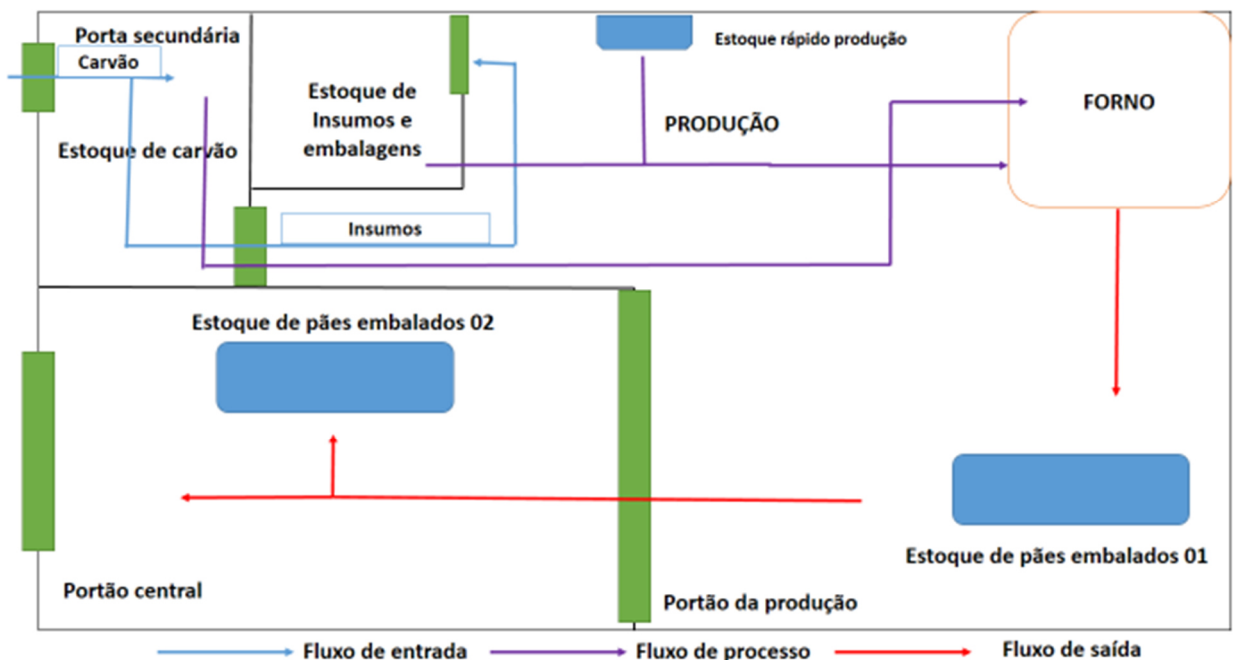 Porta secundária
Carvão
Estoque rápido produção
Estoque de
Insumos e
embalagens
FORNO
PRODUÇÃO
Estoque de carvão
Insumos
Estoque de pães embalados 02
Estoque de pães embalados 01
Portão central
Portão da produção
Fluxo de entrada
Fluxo de processo
Fluxo de saída